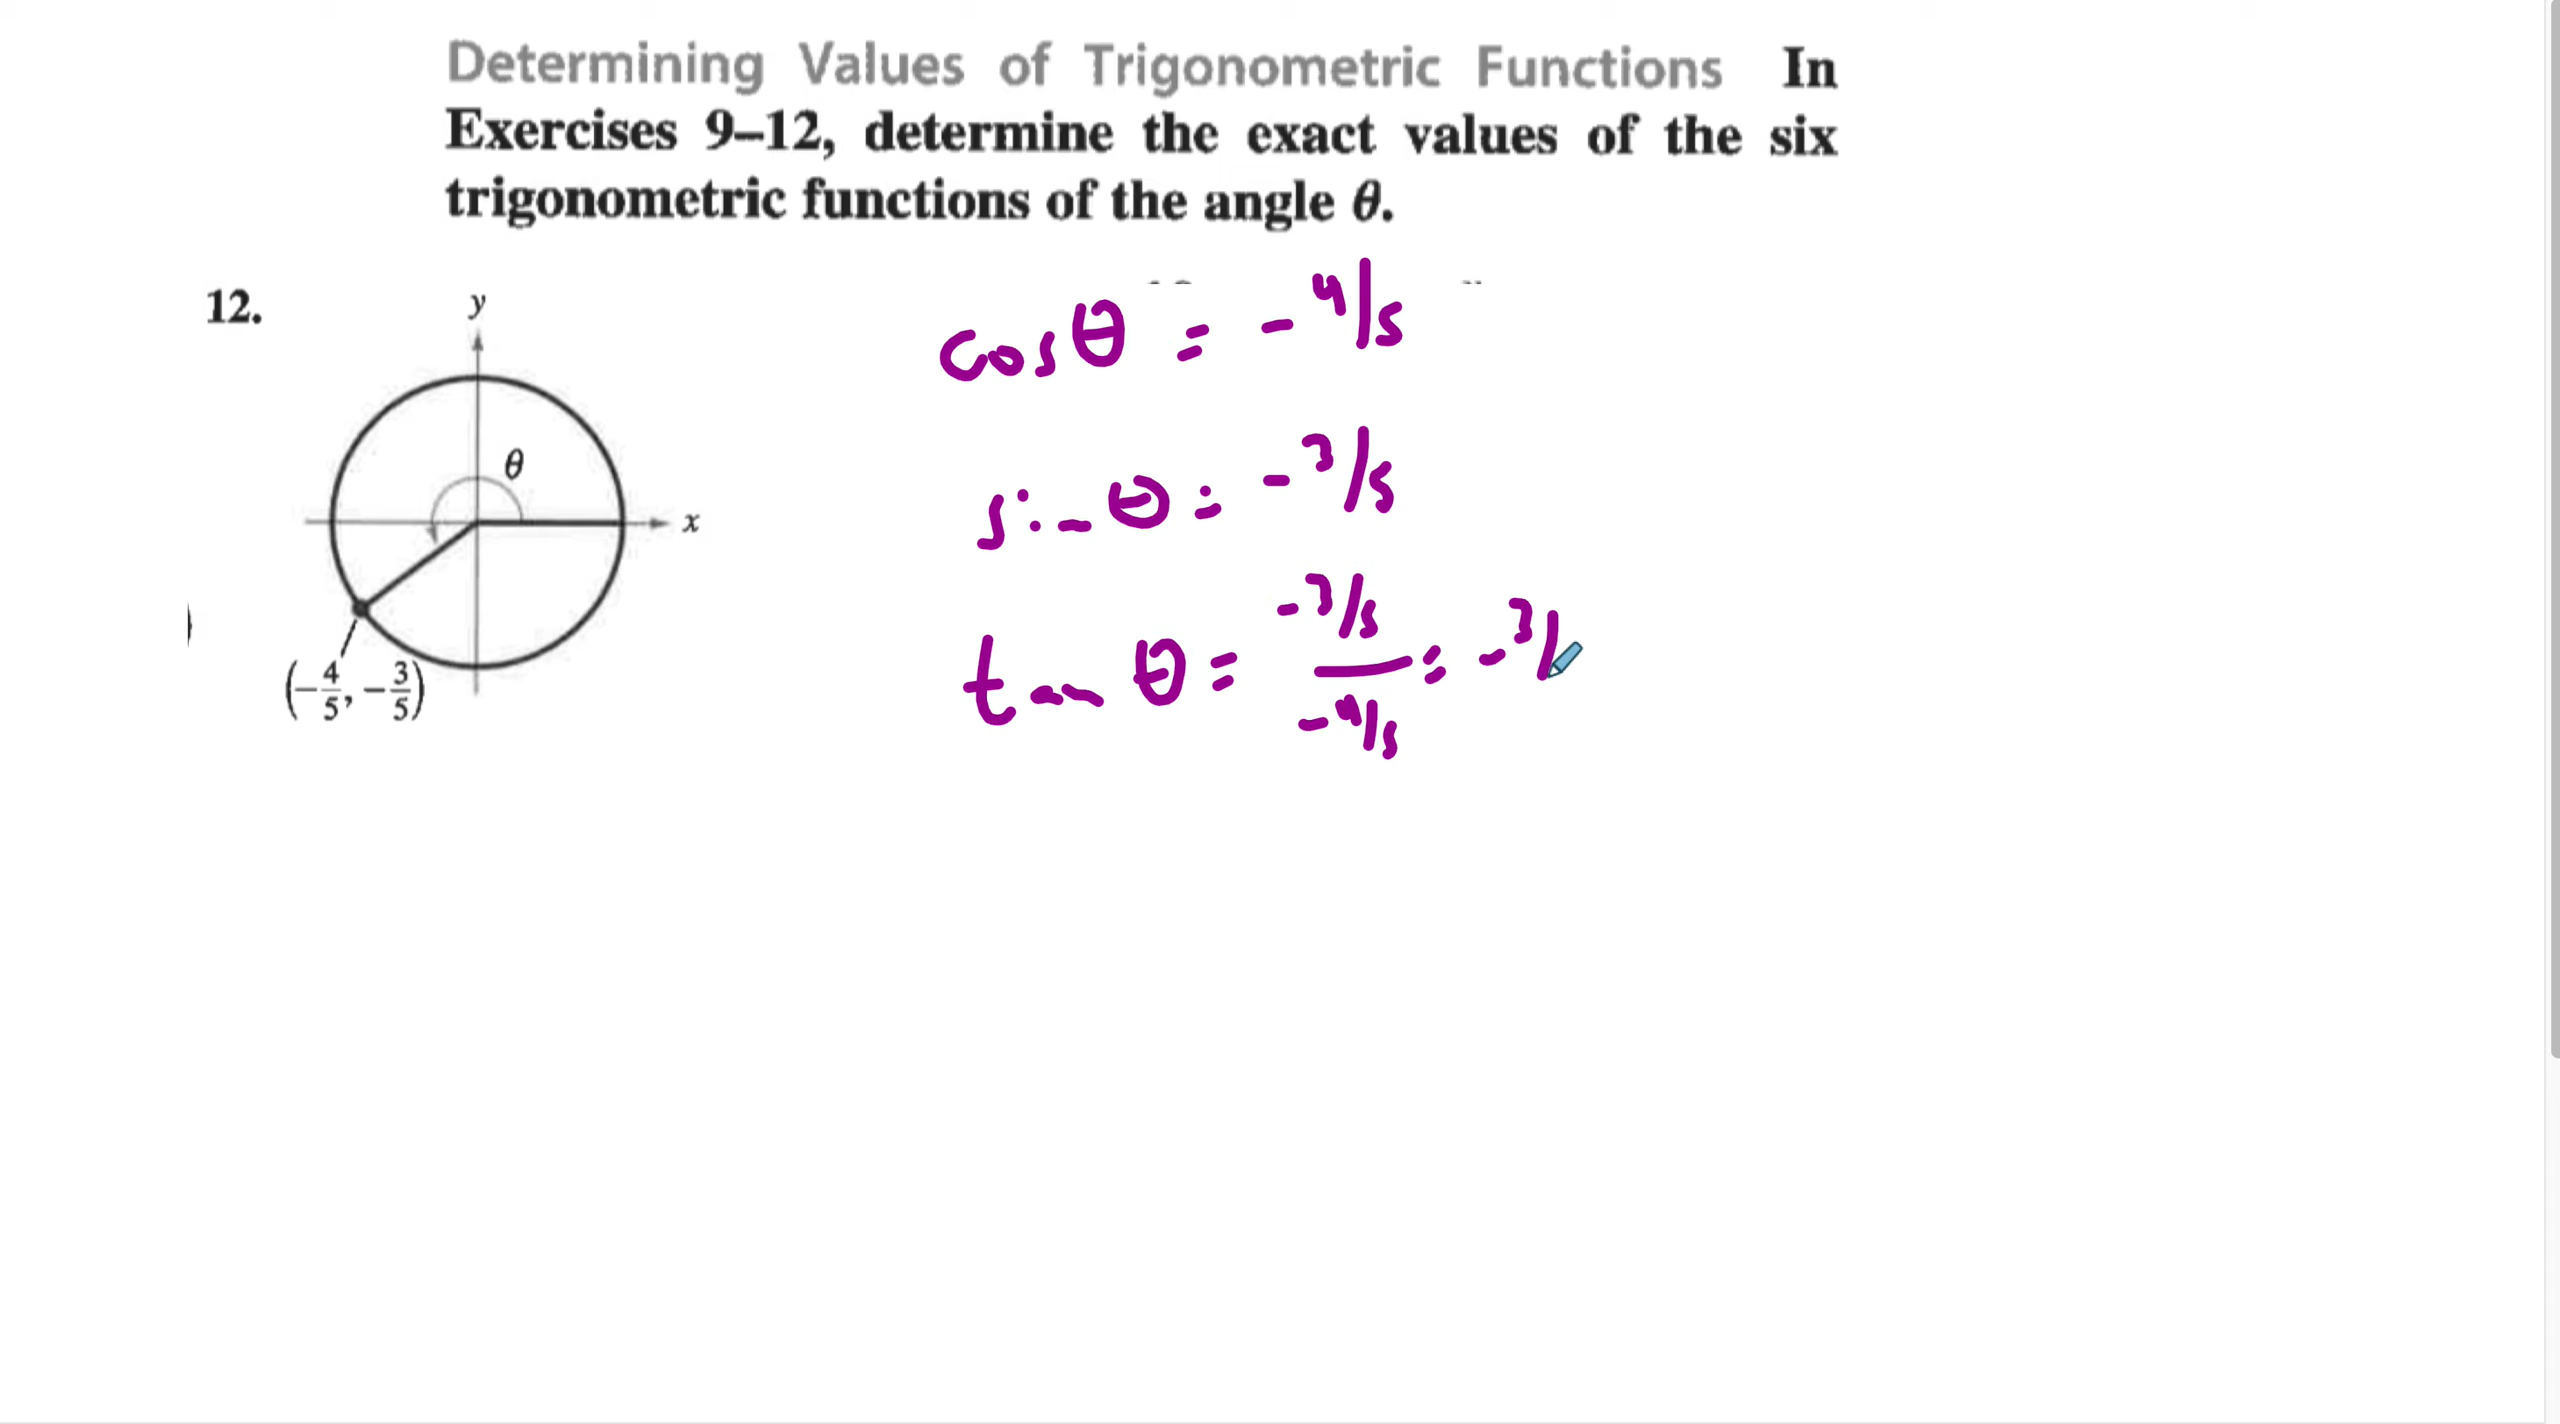 Determining Values of Trigonometric Functions In
Exercises 9–12, determine the exact values of the six
trigonometric functions of the angle θ.
12.
y
θ
x
(-4/5, -3/5)
cos θ = -4/5
sin θ = -3/5
tan θ = (-3/5)/(-4/5) = -3/